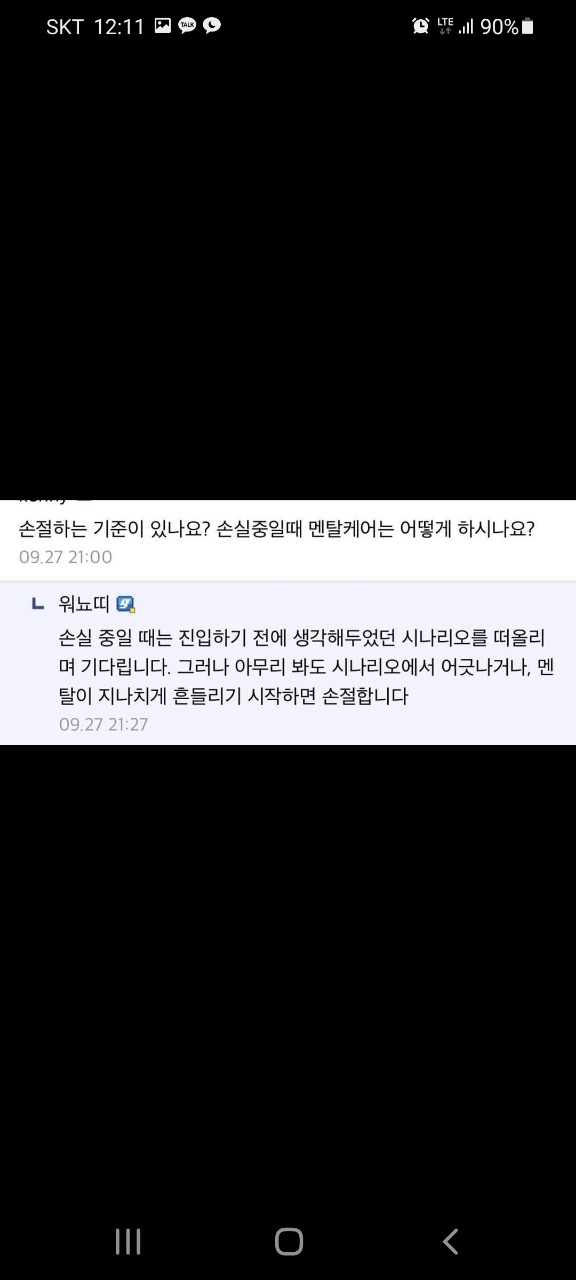 SKT 12:11
LTE 90%
손절하는 기준이 있나요? 손실중일때 멘탈케어는 어떻게 하시나요?
09.27 21:00
워뇨띠
손실 중일 때는 진입하기 전에 생각해두었던 시나리오를 떠올리
며 기다립니다. 그러나 아무리 봐도 시나리오에서 어긋나거나, 멘
탈이 지나치게 흔들리기 시작하면 손절합니다
09.27 21:27